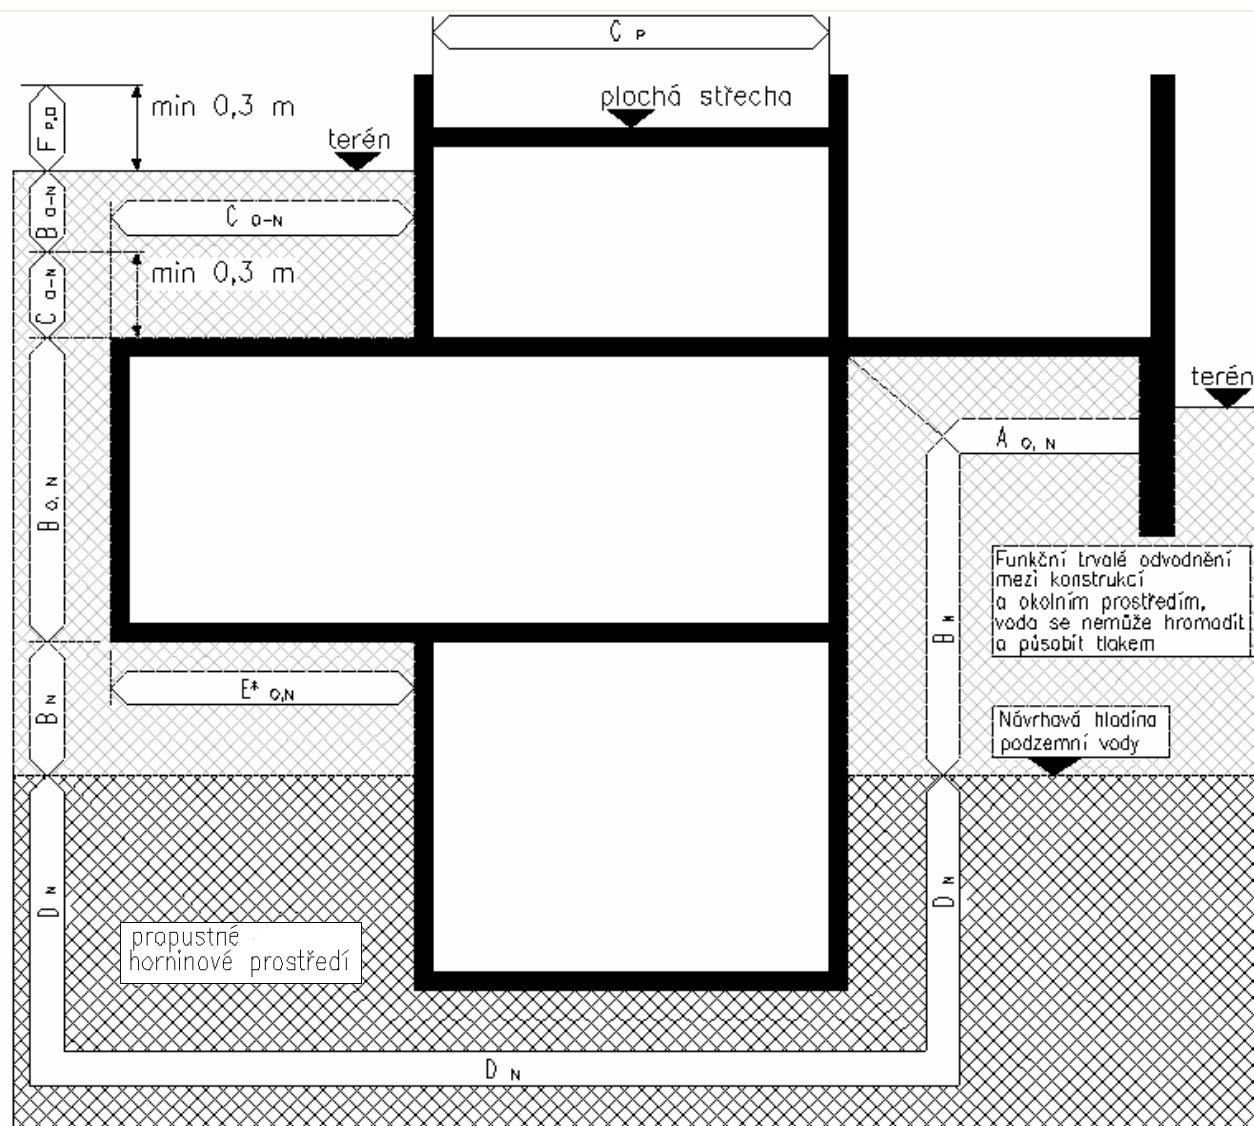 C P
plochá střecha
min 0,3 m
terén
F P,O
B O-N
C O-N
C O-N
min 0,3 m
terén
A O, N
B O, N
Funkční trvalé odvodnění
mezi konstrukcí
a okolním prostředím,
voda se nemůže hromadit
a působit tlakem
B N
E* O,N
B N
Návrhavá hladina
podzemní vody
D N
D N
propustné
horninové prostředí
D N